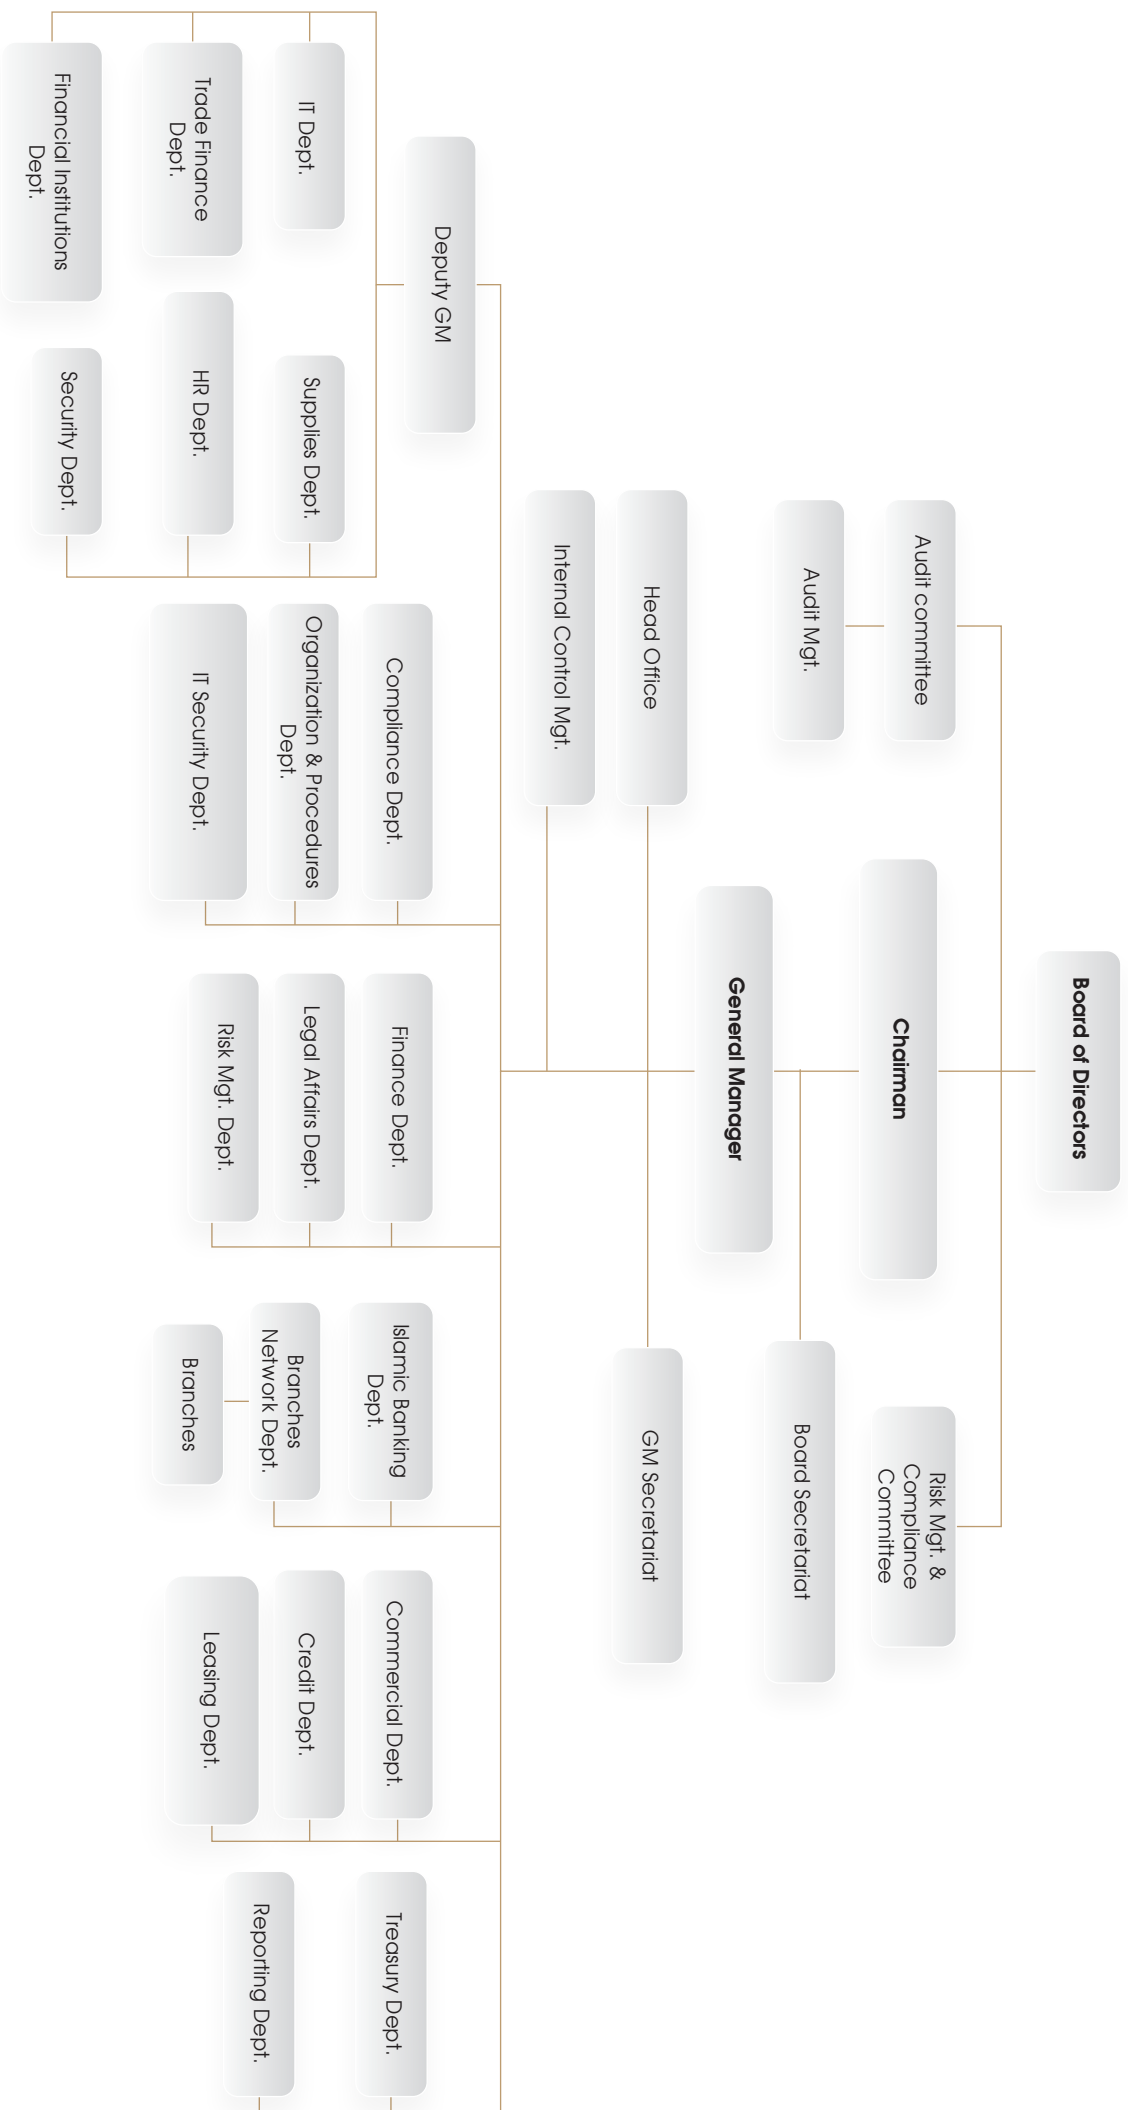 Board of Directors
Audit committee
Chairman
Risk Mgt. &
Compliance
Committee
Audit Mgt.
Board Secretariat
General Manager
Head Office
GM Secretariat
Internal Control Mgt.
Deputy GM
IT Dept.
Supplies Dept.
Trade Finance
Dept.
HR Dept.
Financial Institutions
Dept.
Security Dept.
Compliance Dept.
Organization & Procedures
Dept.
IT Security Dept.
Finance Dept.
Legal Affairs Dept.
Risk Mgt. Dept.
Islamic Banking
Dept.
Branches
Network Dept.
Branches
Commercial Dept.
Credit Dept.
Leasing Dept.
Treasury Dept.
Reporting Dept.